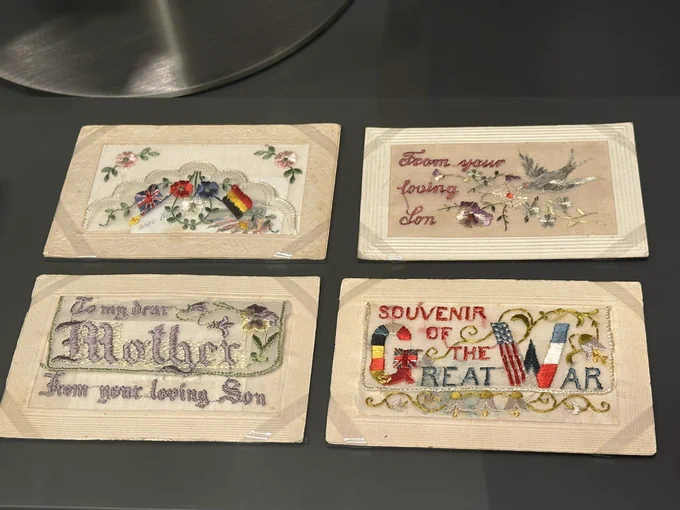 From your
loving
Son
To my dear
Mother
From your loving Son
SOUVENIR
OF
THE
GREAT WAR